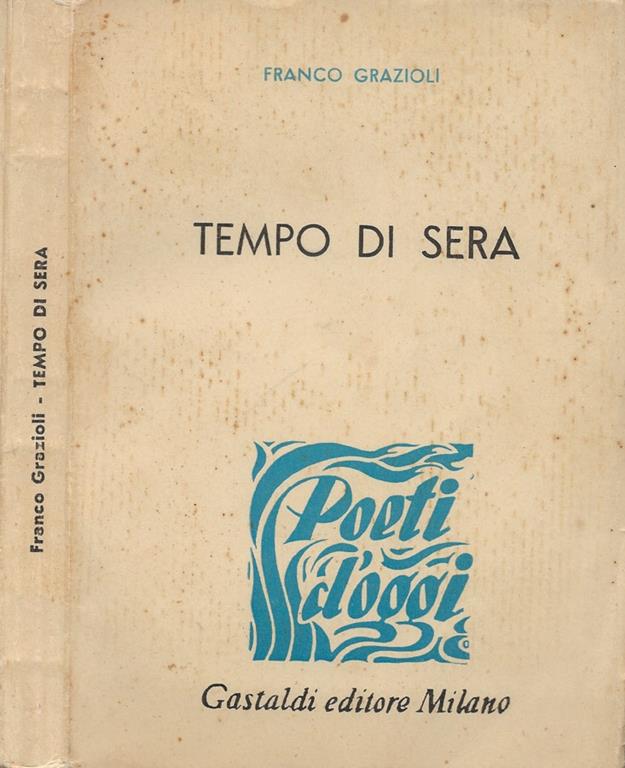 Franco Grazioli - TEMPO DI SERA
FRANCO GRAZIOLI
TEMPO DI SERA
Poeti
d'oggi
Gastaldi editore Milano